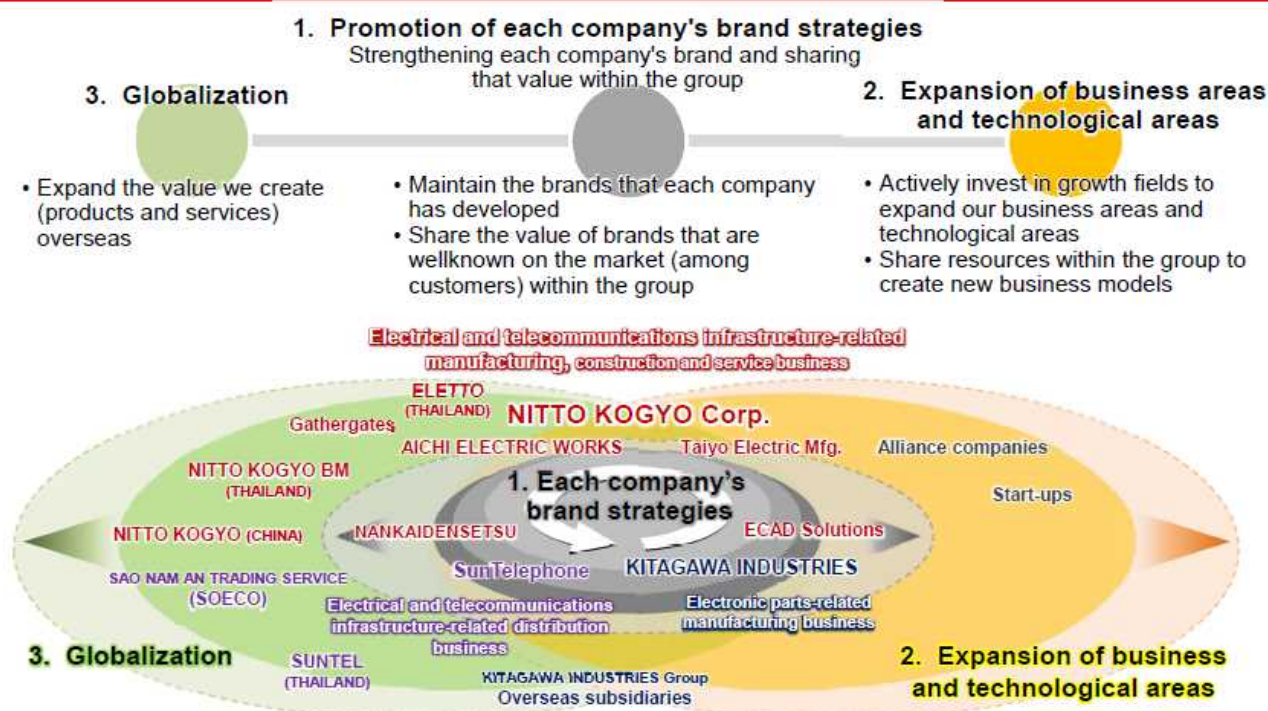 1. Promotion of each company's brand strategies
Strengthening each company's brand and sharing
that value within the group
3. Globalization
2. Expansion of business areas
and technological areas
• Expand the value we create
(products and services)
overseas
• Maintain the brands that each company
has developed
• Share the value of brands that are
wellknown on the market (among
customers) within the group
• Actively invest in growth fields to
expand our business areas and
technological areas
• Share resources within the group to
create new business models
Electrical and telecommunications infrastructure-related
manufacturing, construction and service business
ELETTO
(THAILAND)
NITTO KOGYO Corp.
Gathergates
AICHI ELECTRIC WORKS
Taiyo Electric Mfg.
Alliance companies
NITTO KOGYO BM
(THAILAND)
1. Each company's
brand strategies
Start-ups
NITTO KOGYO (CHINA)
NANKAIDENSETSU
ECAD Solutions
SAO NAM AN TRADING SERVICE
(SOECO)
SunTelephone
KITAGAWA INDUSTRIES
Electrical and telecommunications
infrastructure-related distribution
business
Electronic parts-related
manufacturing business
3. Globalization
SUNTEL
(THAILAND)
KITAGAWA INDUSTRIES Group
Overseas subsidiaries
2. Expansion of business
and technological areas